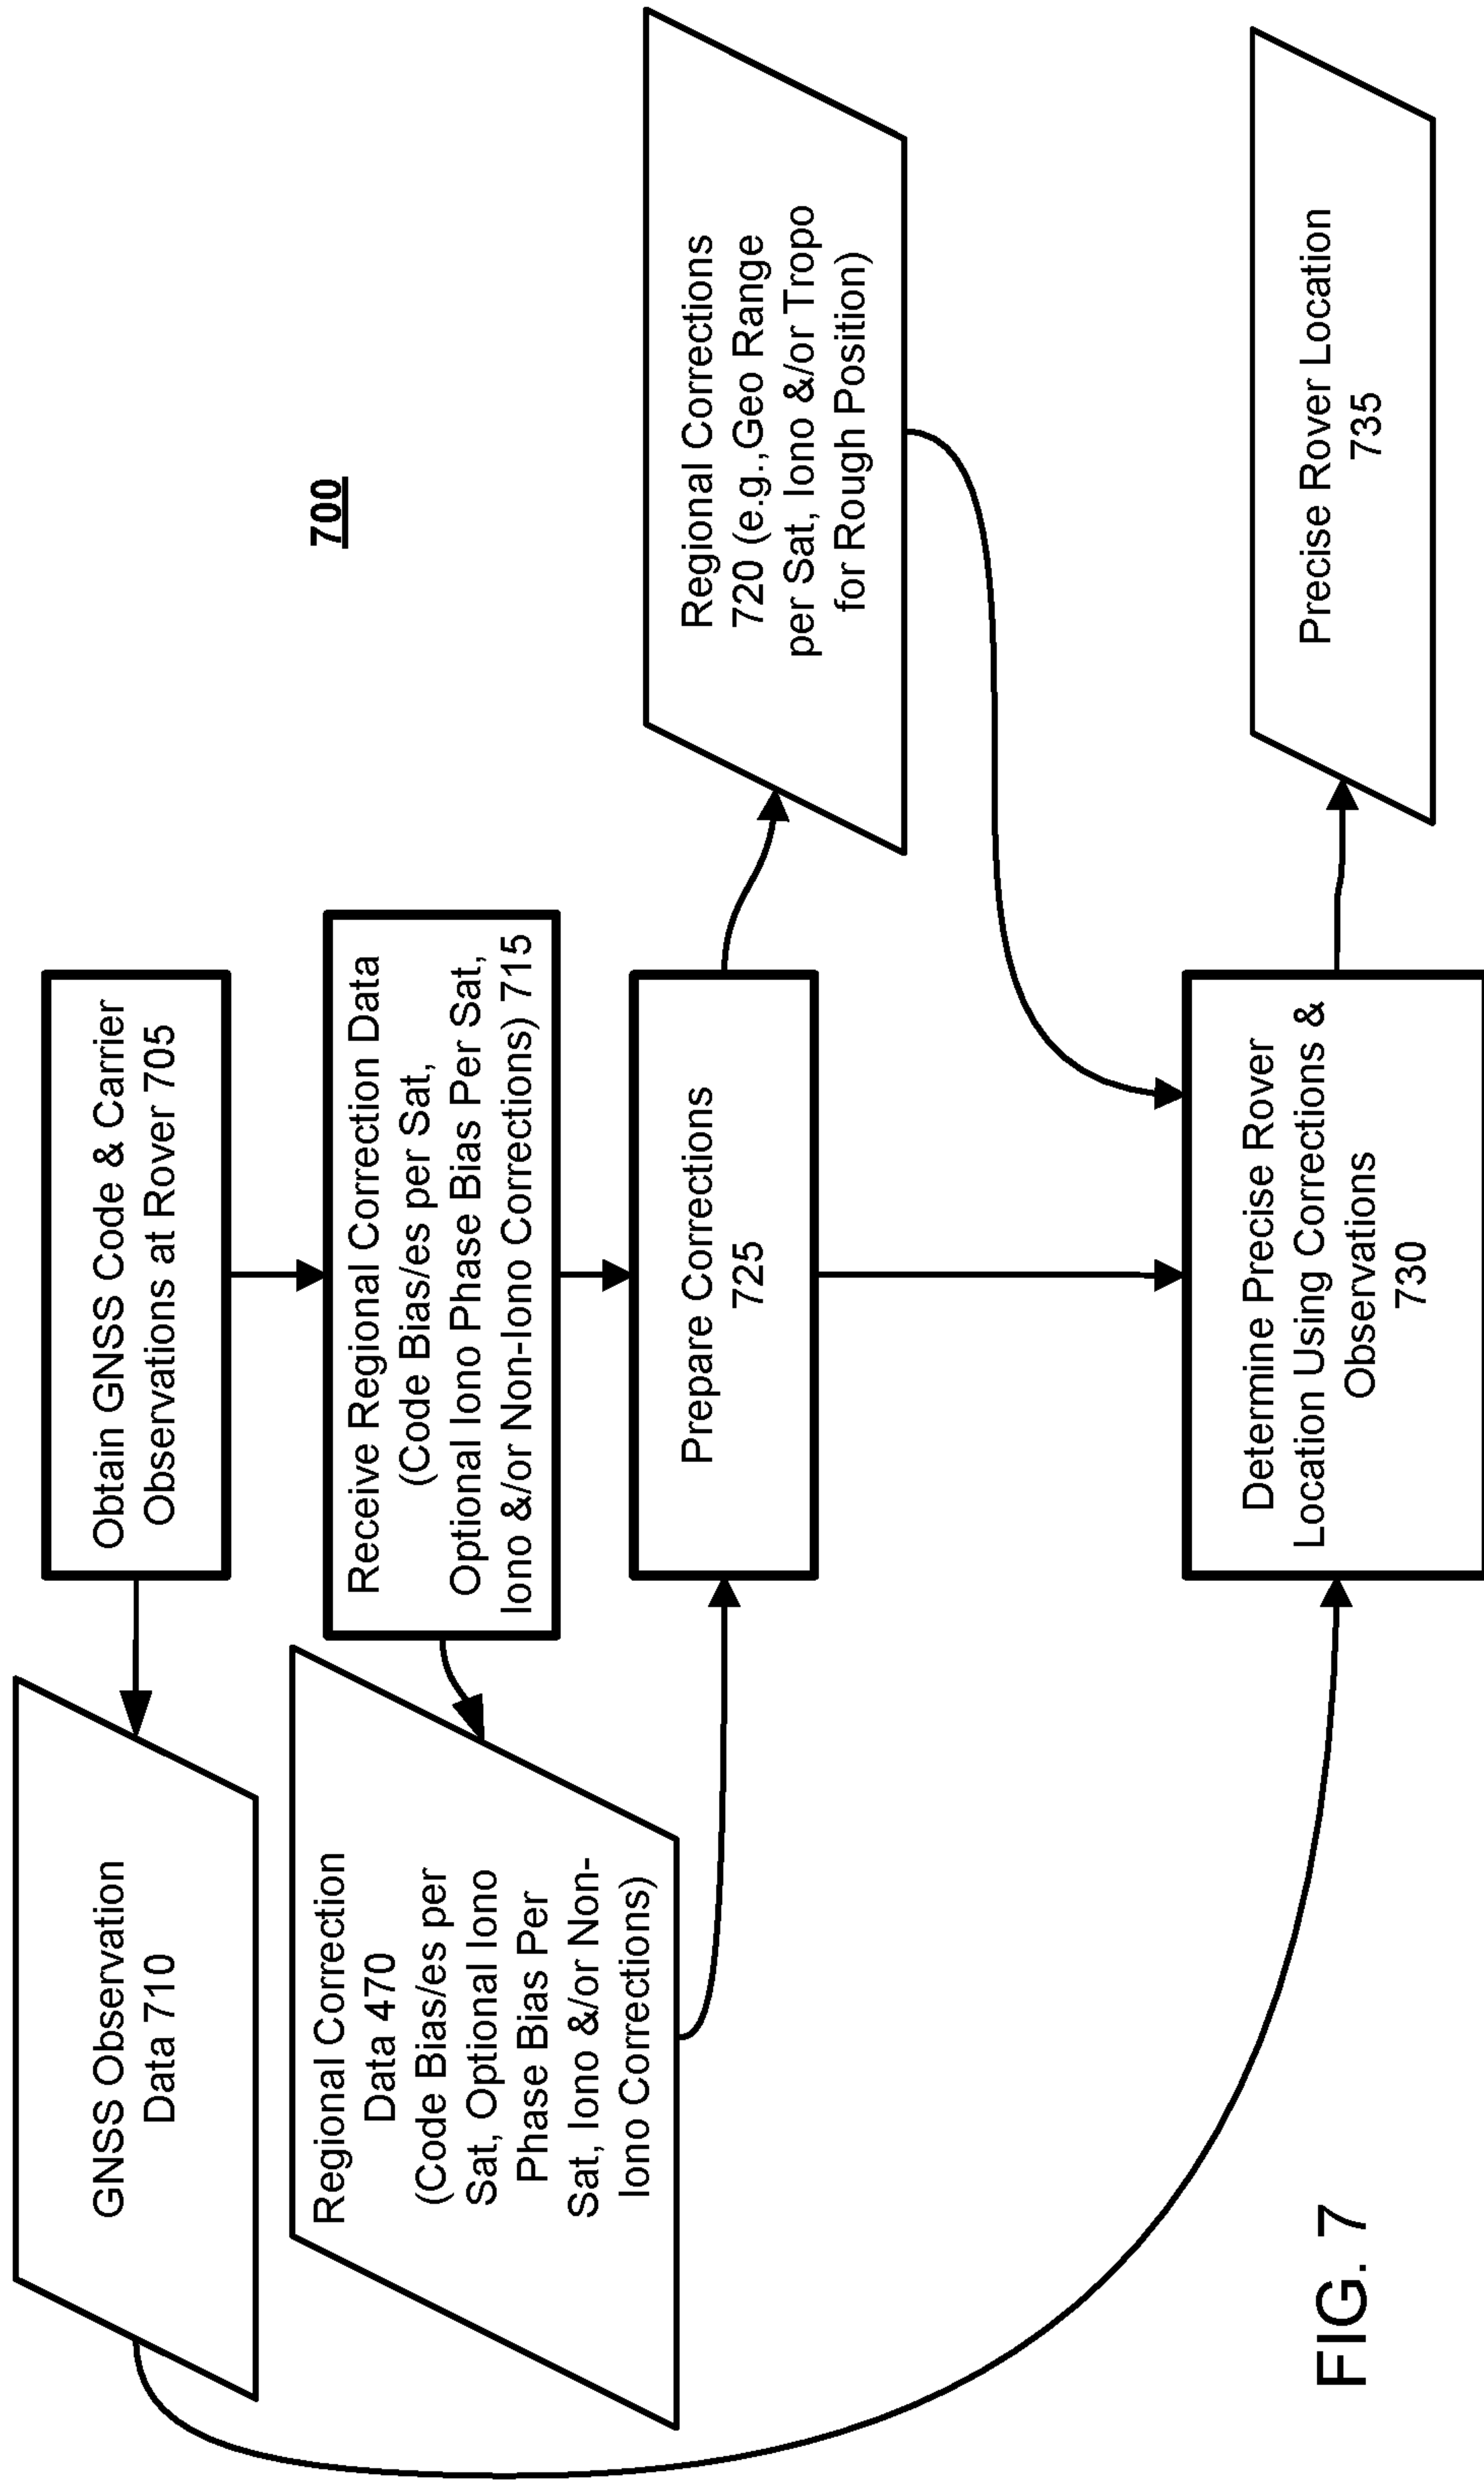 700
GNSS Observation
Data 710
Obtain GNSS Code & Carrier
Observations at Rover 705
Regional Correction
Data 470
(Code Bias/es per
Sat, Optional Iono
Phase Bias Per
Sat, Iono &/or Non-
Iono Corrections)
Receive Regional Correction Data
(Code Bias/es per Sat,
Optional Iono Phase Bias Per Sat,
Iono &/or Non-Iono Corrections) 715
Prepare Corrections
725
Regional Corrections
720 (e.g.,Geo Range
per Sat, Iono &/or Tropo
for Rough Position)
Determine Precise Rover
Location Using Corrections &
Observations
730
Precise Rover Location
735
FIG. 7